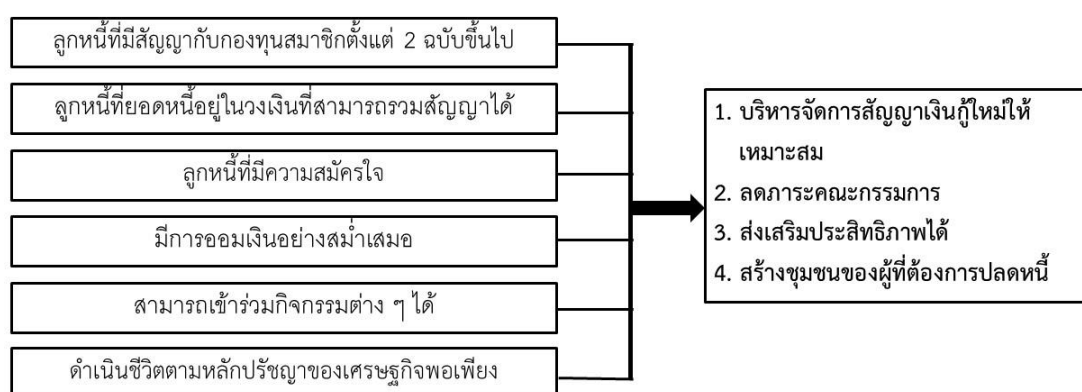 ลูกหนี้ที่มีสัญญากับกองทุนสมาชิกตั้งแต่ 2 ฉบับขึ้นไป
ลูกหนี้ที่ยอดหนี้อยู่ในวงเงินที่สามารถรวมสัญญาได้
ลูกหนี้ที่มีความสมัครใจ
มีการออมเงินอย่างสม่ำเสมอ
สามารถเข้าร่วมกิจกรรมต่าง ๆ ได้
ดำเนินชีวิตตามหลักปรัชญาของเศรษฐกิจพอเพียง
1. บริหารจัดการสัญญาเงินกู้ใหม่ให้
เหมาะสม
2. ลดภาระคณะกรรมการ
3. ส่งเสริมประสิทธิภาพได้
4. สร้างชุมชนของผู้ที่ต้องการปลดหนี้